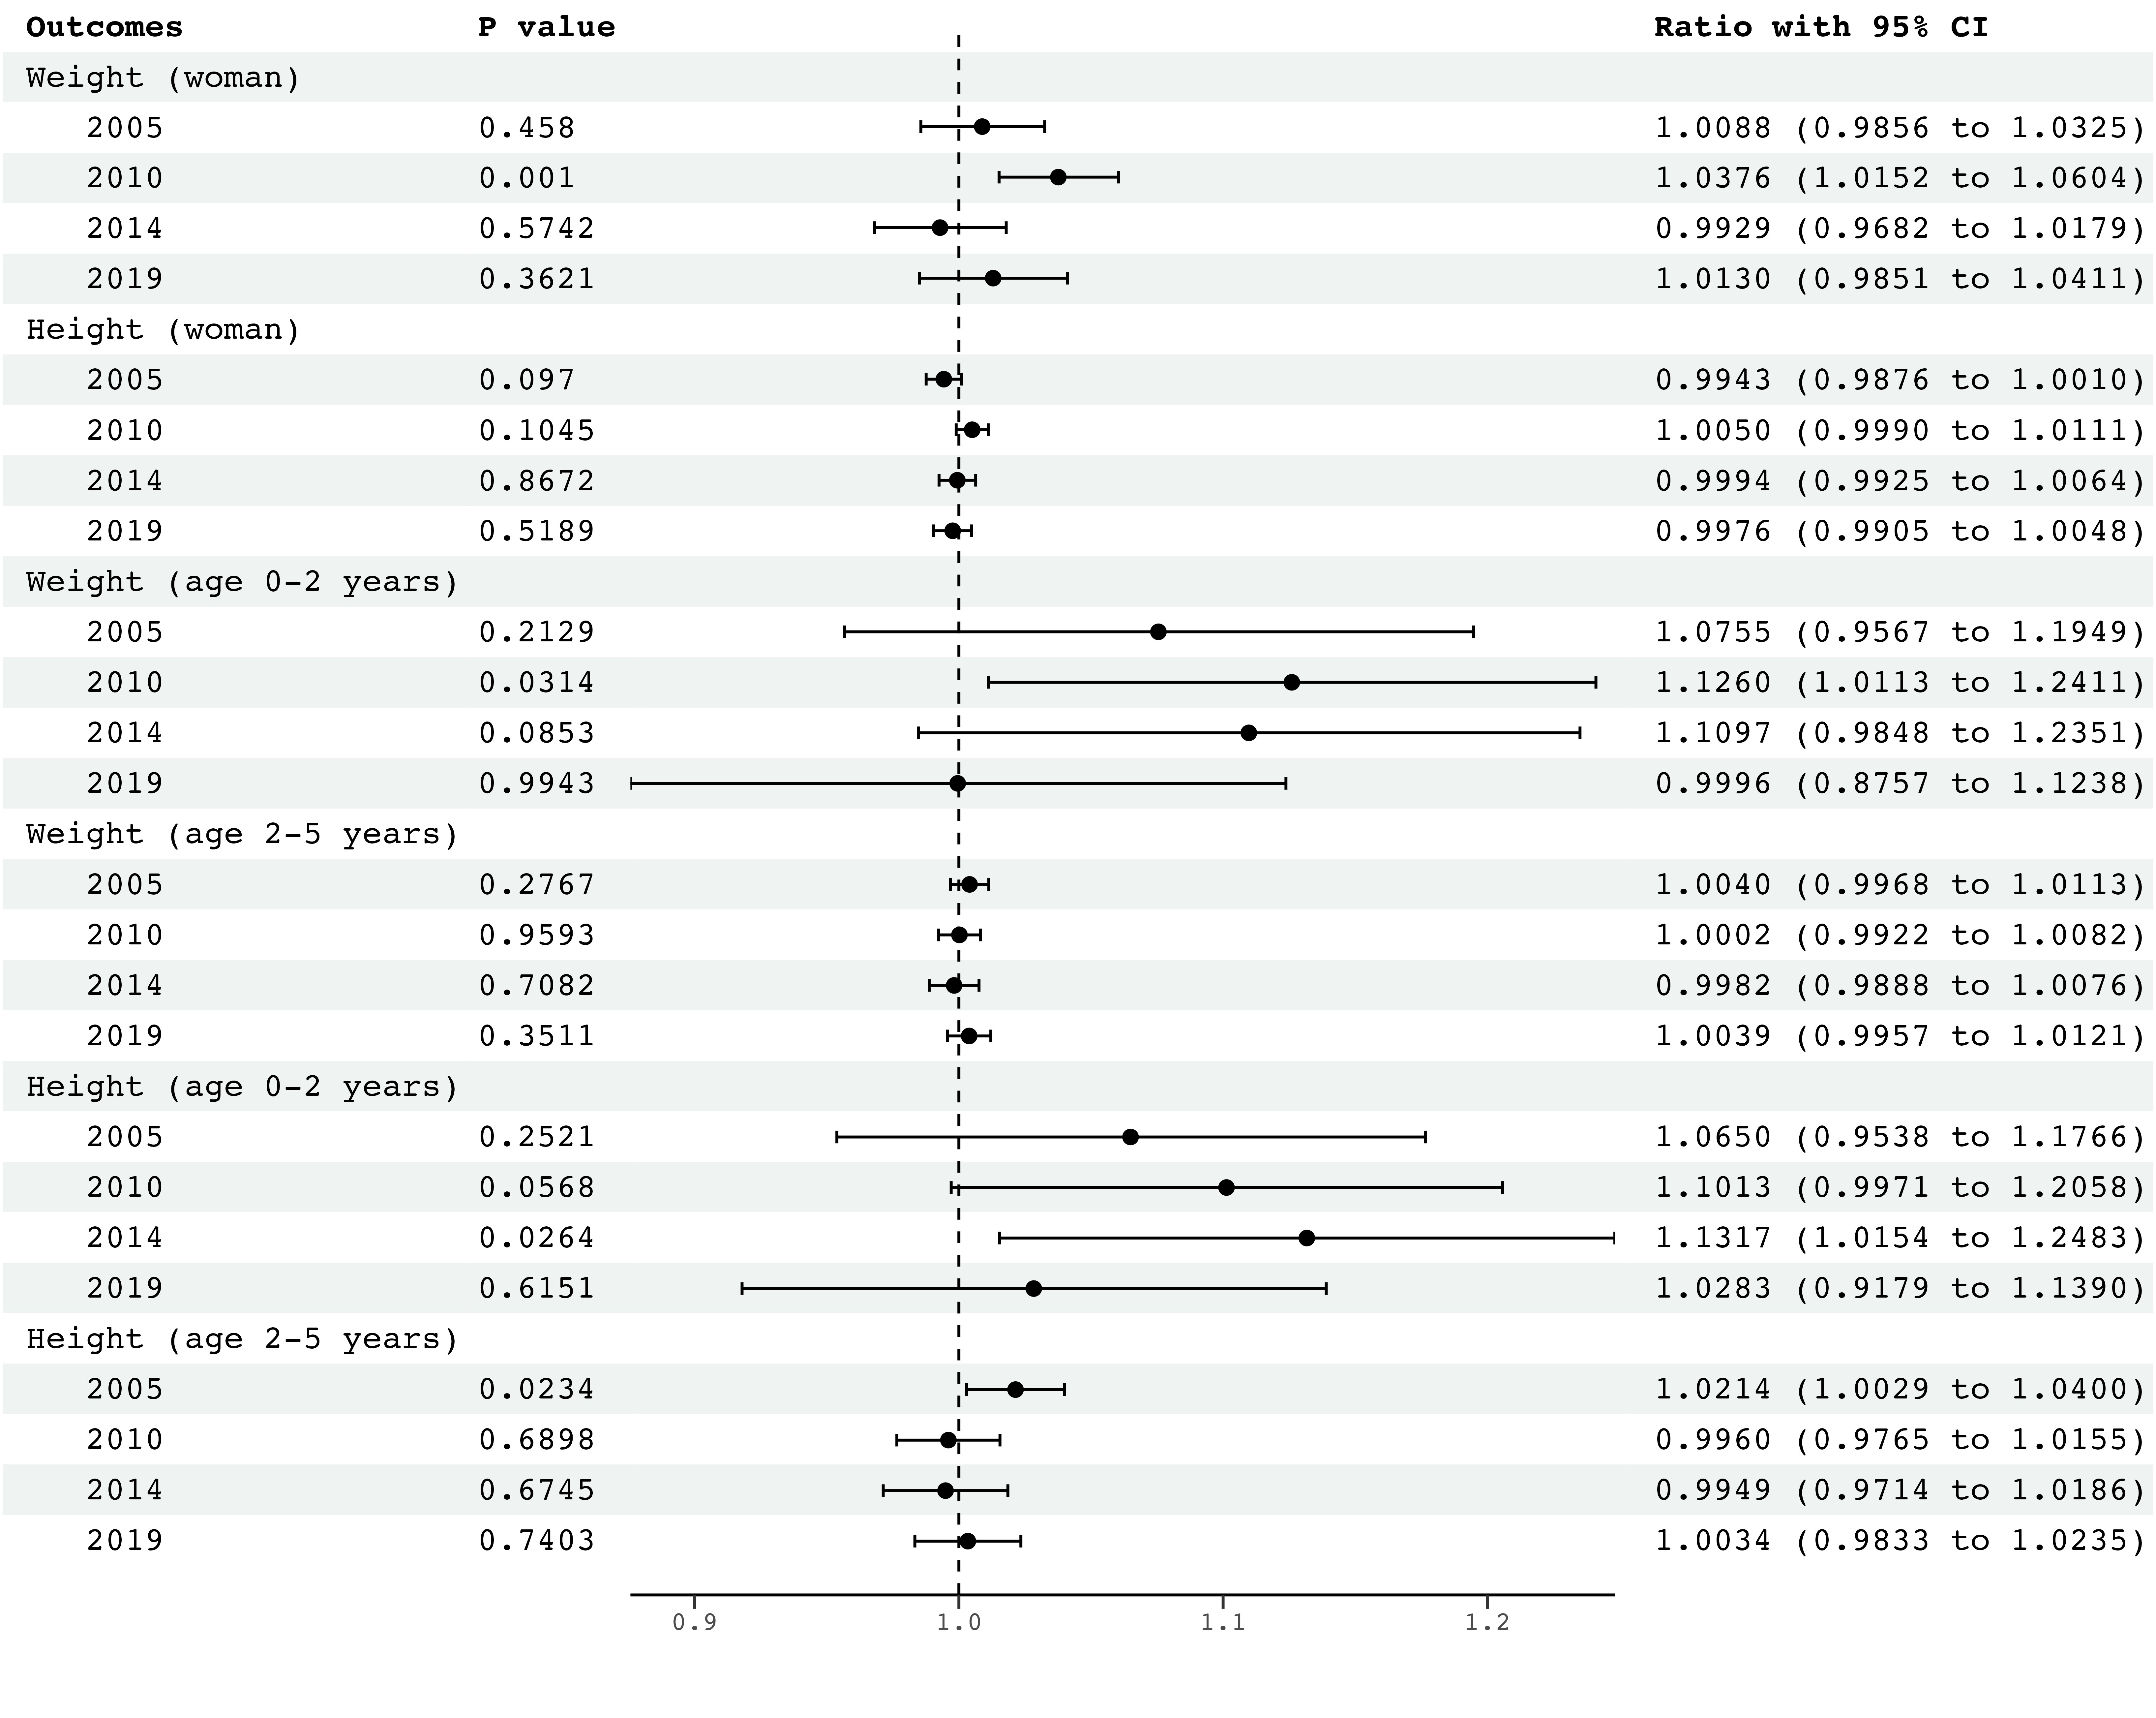 Outcomes P value Ratio with 95% CI
Weight (woman)
2005 0.458 1.0088 (0.9856 to 1.0325)
2010 0.001 1.0376 (1.0152 to 1.0604)
2014 0.5742 0.9929 (0.9682 to 1.0179)
2019 0.3621 1.0130 (0.9851 to 1.0411)
Height (woman)
2005 0.097 0.9943 (0.9876 to 1.0010)
2010 0.1045 1.0050 (0.9990 to 1.0111)
2014 0.8672 0.9994 (0.9925 to 1.0064)
2019 0.5189 0.9976 (0.9905 to 1.0048)
Weight (age 0-2 years)
2005 0.2129 1.0755 (0.9567 to 1.1949)
2010 0.0314 1.1260 (1.0113 to 1.2411)
2014 0.0853 1.1097 (0.9848 to 1.2351)
2019 0.9943 0.9996 (0.8757 to 1.1238)
Weight (age 2-5 years)
2005 0.2767 1.0040 (0.9968 to 1.0113)
2010 0.9593 1.0002 (0.9922 to 1.0082)
2014 0.7082 0.9982 (0.9888 to 1.0076)
2019 0.3511 1.0039 (0.9957 to 1.0121)
Height (age 0-2 years)
2005 0.2521 1.0650 (0.9538 to 1.1766)
2010 0.0568 1.1013 (0.9971 to 1.2058)
2014 0.0264 1.1317 (1.0154 to 1.2483)
2019 0.6151 1.0283 (0.9179 to 1.1390)
Height (age 2-5 years)
2005 0.0234 1.0214 (1.0029 to 1.0400)
2010 0.6898 0.9960 (0.9765 to 1.0155)
2014 0.6745 0.9949 (0.9714 to 1.0186)
2019 0.7403 1.0034 (0.9833 to 1.0235)
0.9 1.0 1.1 1.2